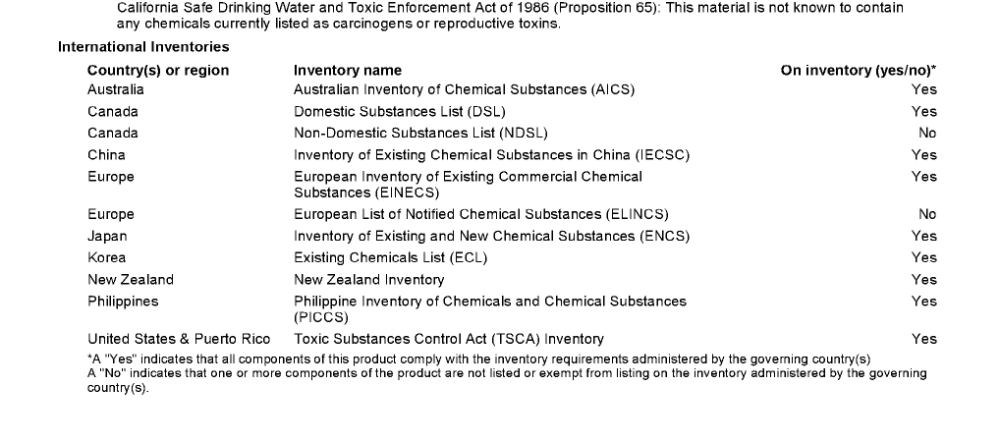 California Safe Drinking Water and Toxic Enforcement Act of 1986 (Proposition 65): This material is not known to contain
any chemicals currently listed as carcinogens or reproductive toxins.
International Inventories
Country(s) or region Inventory name On inventory (yes/no)*
Australia Australian Inventory of Chemical Substances (AICS) Yes
Canada Domestic Substances List (DSL) Yes
Canada Non-Domestic Substances List (NDSL) No
China Inventory of Existing Chemical Substances in China (IECSC) Yes
Europe European Inventory of Existing Commercial Chemical Yes
Substances (EINECS)
Europe European List of Notified Chemical Substances (ELINCS) No
Japan Inventory of Existing and New Chemical Substances (ENCS) Yes
Korea Existing Chemicals List (ECL) Yes
New Zealand New Zealand Inventory Yes
Philippines Philippine Inventory of Chemicals and Chemical Substances Yes
(PICCS)
United States & Puerto Rico Toxic Substances Control Act (TSCA) Inventory Yes
*A "Yes" indicates that all components of this product comply with the inventory requirements administered by the governing country(s)
A "No" indicates that one or more components of the product are not listed or exempt from listing on the inventory administered by the governing
country(s).